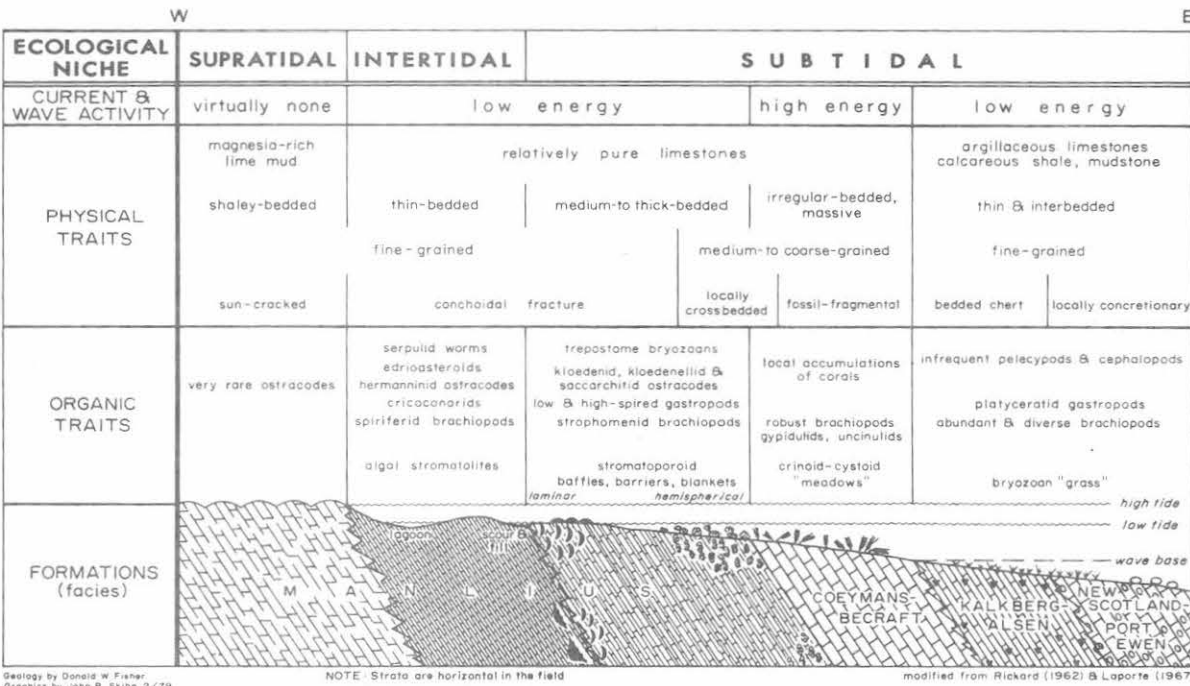 W
E
ECOLOGICAL NICHE
SUPRATIDAL
INTERTIDAL
SUBTIDAL
CURRENT & WAVE ACTIVITY
virtually none
low energy
high energy
low energy
PHYSICAL TRAITS
magnesia-rich
lime mud
relatively pure limestones
argillaceous limestones
calcareous shale, mudstone
shaley-bedded
thin-bedded
medium-to thick-bedded
irregular-bedded,
massive
thin & interbedded
fine-grained
medium-to coarse-grained
fine-grained
sun-cracked
conchoidal fracture
locally
crossbedded
fossil-fragmental
bedded chert
locally concretionary
ORGANIC TRAITS
very rare ostracodes
serpulid worms
edrioasteroids
hermanninid ostracodes
cricoconarids
spiriferid brachiopods
algal stromatolites
trepostome bryozoans
kloedenid, kloedenellid &
saccarchitid ostracodes
low & high-spired gastropods
strophomenid brachiopods
stromatoporoid
baffles, barriers, blankets
laminar hemispherical
local accumulations
of corals
robust brachiopods
gypidulids, uncinulids
crinoid-cystoid
"meadows"
infrequent pelecypods & cephalopods
platyceratid gastropods
abundant & diverse brachiopods
bryozoan "grass"
high tide
low tide
wave base
FORMATIONS
(facies)
lagoon
scour &
fill
MANLIUS
COEYMANS-
BECRAFT
KALKBERG-
ALSEN
NEW
SCOTLAND-
PORT
EWEN
Geology by Donald W. Fisher
NOTE: Strata are horizontal in the field
modified from Rickard (1962) & Laporte (1967